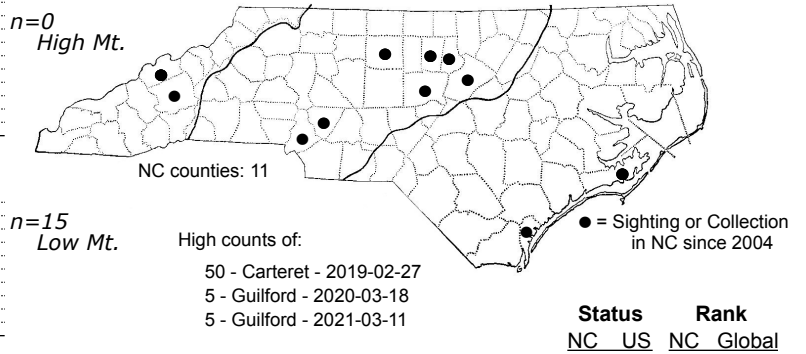 n=0
High Mt.
NC counties: 11
n=15
Low Mt.
High counts of:
50 - Carteret - 2019-02-27
5 - Guilford - 2020-03-18
5 - Guilford - 2021-03-11
● = Sighting or Collection
in NC since 2004
Status Rank
NC US NC Global